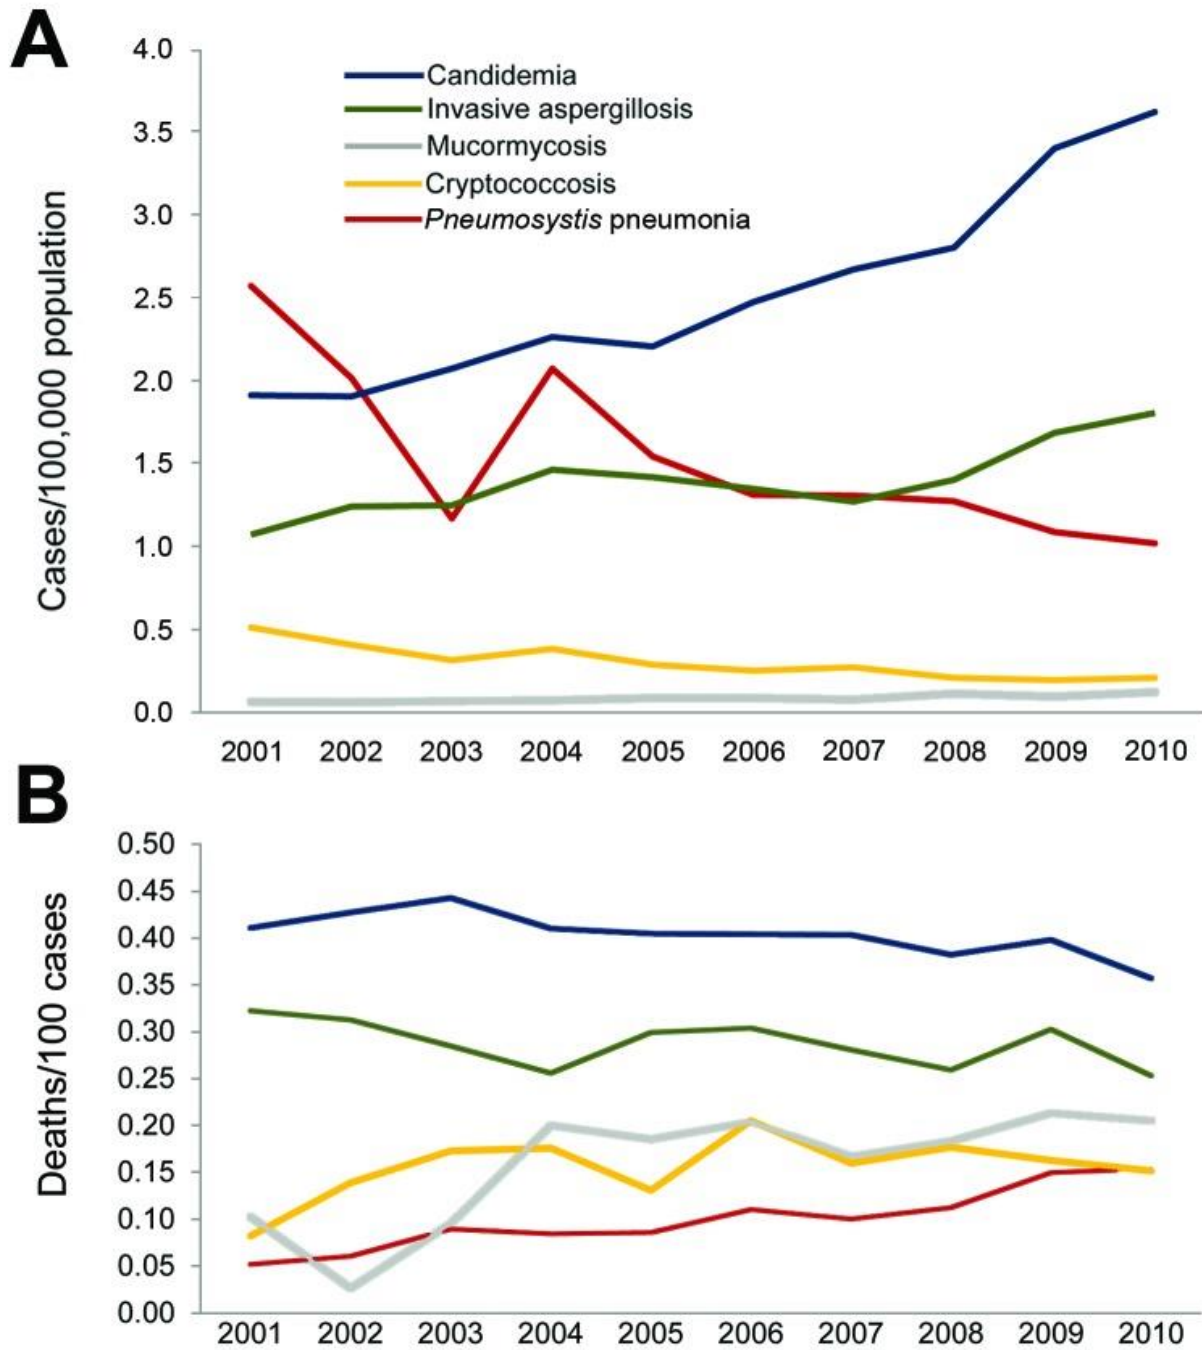 A
4.0
3.5
3.0
2.5
2.0
1.5
1.0
0.5
0.0
Cases/100,000 population
Candidemia
Invasive aspergillosis
Mucormycosis
Cryptococcosis
Pneumosystis pneumonia
2001 2002 2003 2004 2005 2006 2007 2008 2009 2010
B
0.50
0.45
0.40
0.35
0.30
0.25
0.20
0.15
0.10
0.05
0.00
Deaths/100 cases
2001 2002 2003 2004 2005 2006 2007 2008 2009 2010